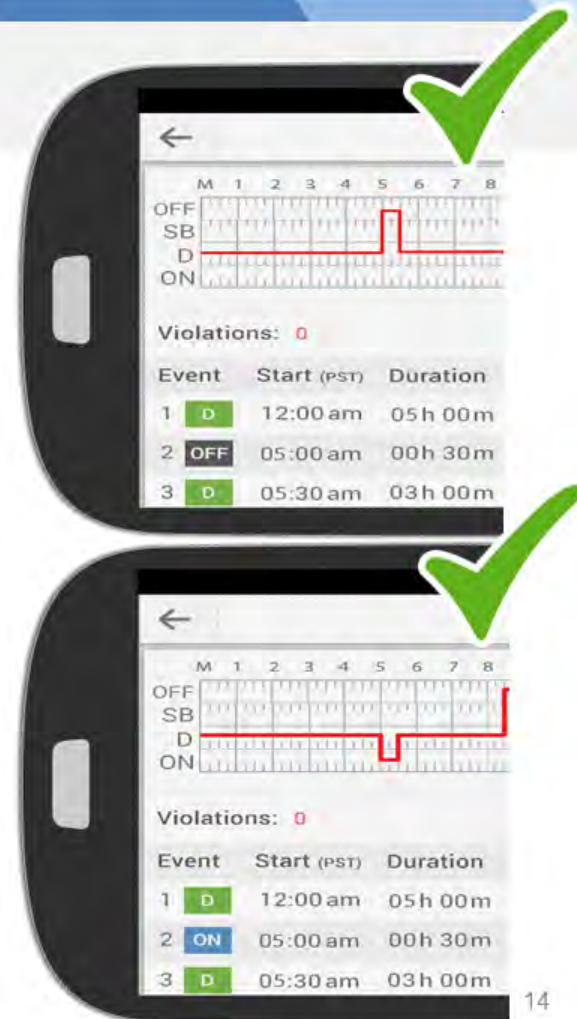 ←
M 1 2 3 4 5 6 7 8
OFF
SB
D
ON
Violations: 0
Event Start (PST) Duration
1 D 12:00 am 05h 00m
2 OFF 05:00 am 00h 30m
3 D 05:30 am 03h 00m
←
M 1 2 3 4 5 6 7 8
OFF
SB
D
ON
Violations: 0
Event Start (PST) Duration
1 D 12:00 am 05h 00m
2 ON 05:00 am 00h 30m
3 D 05:30 am 03h 00m
14